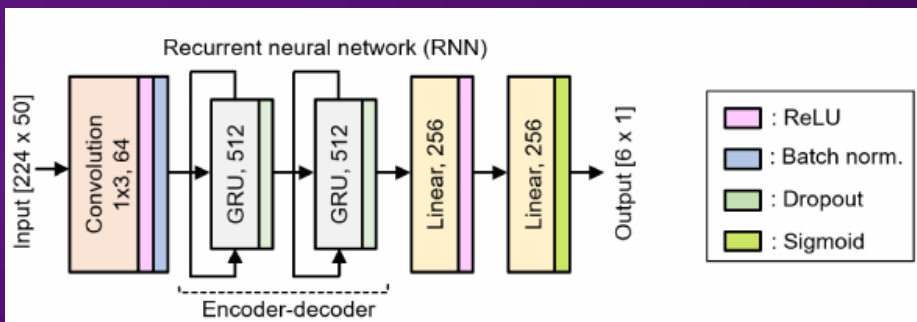 Recurrent neural network (RNN)
Input [224 x 50]
Convolution
1x3, 64
GRU, 512
GRU, 512
Linear, 256
Linear, 256
Output [6 x 1]
Encoder-decoder
: ReLU
: Batch norm.
: Dropout
: Sigmoid